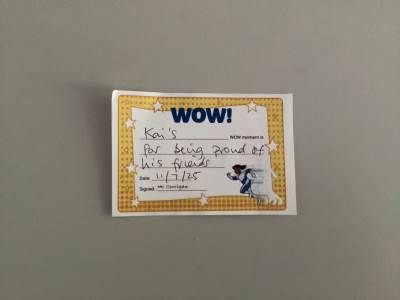 WOW!
Kai's WOW moment is
for being proud of
his friends
Date: 11/7/25
Signed: Mr Corrigan